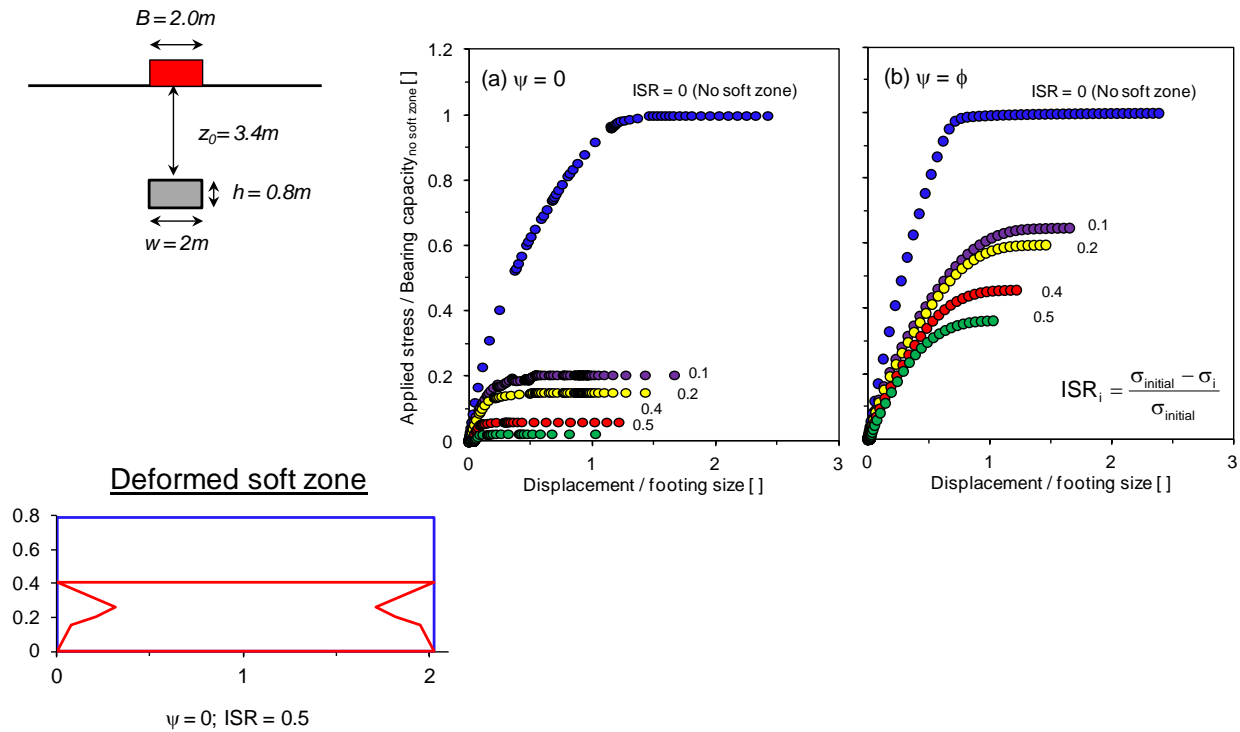 B = 2.0m
z0 = 3.4m
h = 0.8m
w = 2m
Deformed soft zone
0.8
0.6
0.4
0.2
0
0
1
2
ψ = 0; ISR = 0.5
Applied stress / Bearing capacity no soft zone [ ]
1.2
1
0.8
0.6
0.4
0.2
0
(a) ψ = 0
ISR = 0 (No soft zone)
0.1
0.2
0.4
0.5
0
1
2
3
Displacement / footing size [ ]
(b) ψ = ϕ
ISR = 0 (No soft zone)
0.1
0.2
0.4
0.5
ISRi = (σinitial − σi) / σinitial
0
1
2
3
Displacement / footing size [ ]